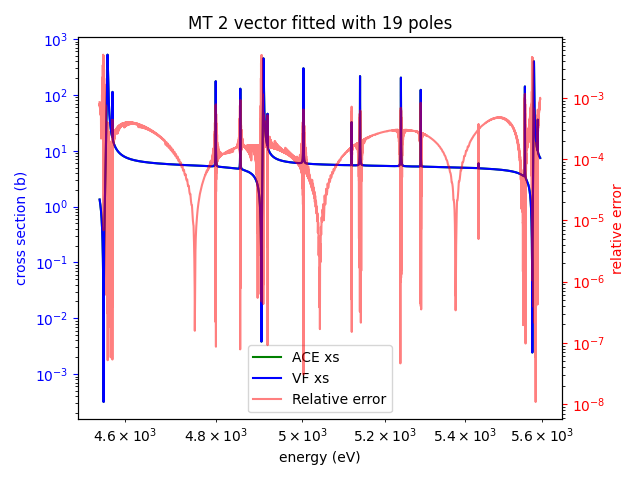 MT 2 vector fitted with 19 poles
10³
10²
10¹
10⁰
10⁻¹
10⁻²
10⁻³
cross section (b)
10⁻³
10⁻⁴
10⁻⁵
10⁻⁶
10⁻⁷
10⁻⁸
relative error
ACE xs
VF xs
Relative error
4.6 × 10³ 4.8 × 10³ 5 × 10³ 5.2 × 10³ 5.4 × 10³ 5.6 × 10³
energy (eV)